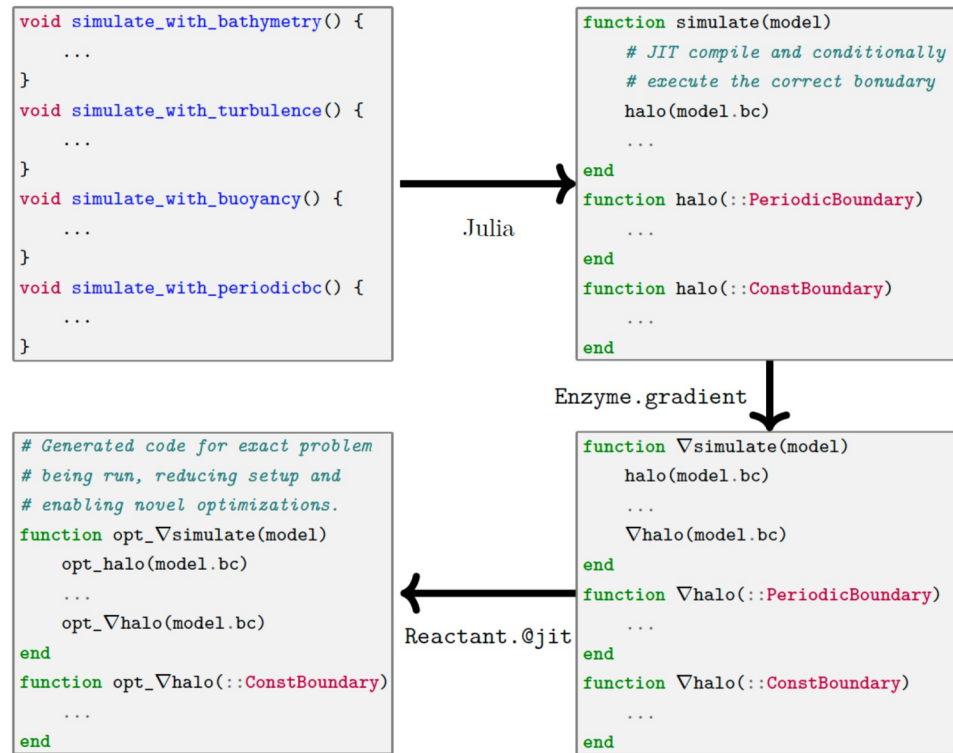 void simulate_with_bathymetry() {
    ...
}
void simulate_with_turbulence() {
    ...
}
void simulate_with_buoyancy() {
    ...
}
void simulate_with_periodicbc() {
    ...
}
Julia
function simulate(model)
    # JIT compile and conditionally
    # execute the correct bonudary
    halo(model.bc)
    ...
end
function halo(::PeriodicBoundary)
    ...
end
function halo(::ConstBoundary)
    ...
end
Enzyme.gradient
function ∇simulate(model)
    halo(model.bc)
    ...
    ∇halo(model.bc)
end
function ∇halo(::PeriodicBoundary)
    ...
end
function ∇halo(::ConstBoundary)
    ...
end
Reactant.@jit
# Generated code for exact problem
# being run, reducing setup and
# enabling novel optimizations.
function opt_∇simulate(model)
    opt_halo(model.bc)
    ...
    opt_∇halo(model.bc)
end
function opt_∇halo(::ConstBoundary)
    ...
end